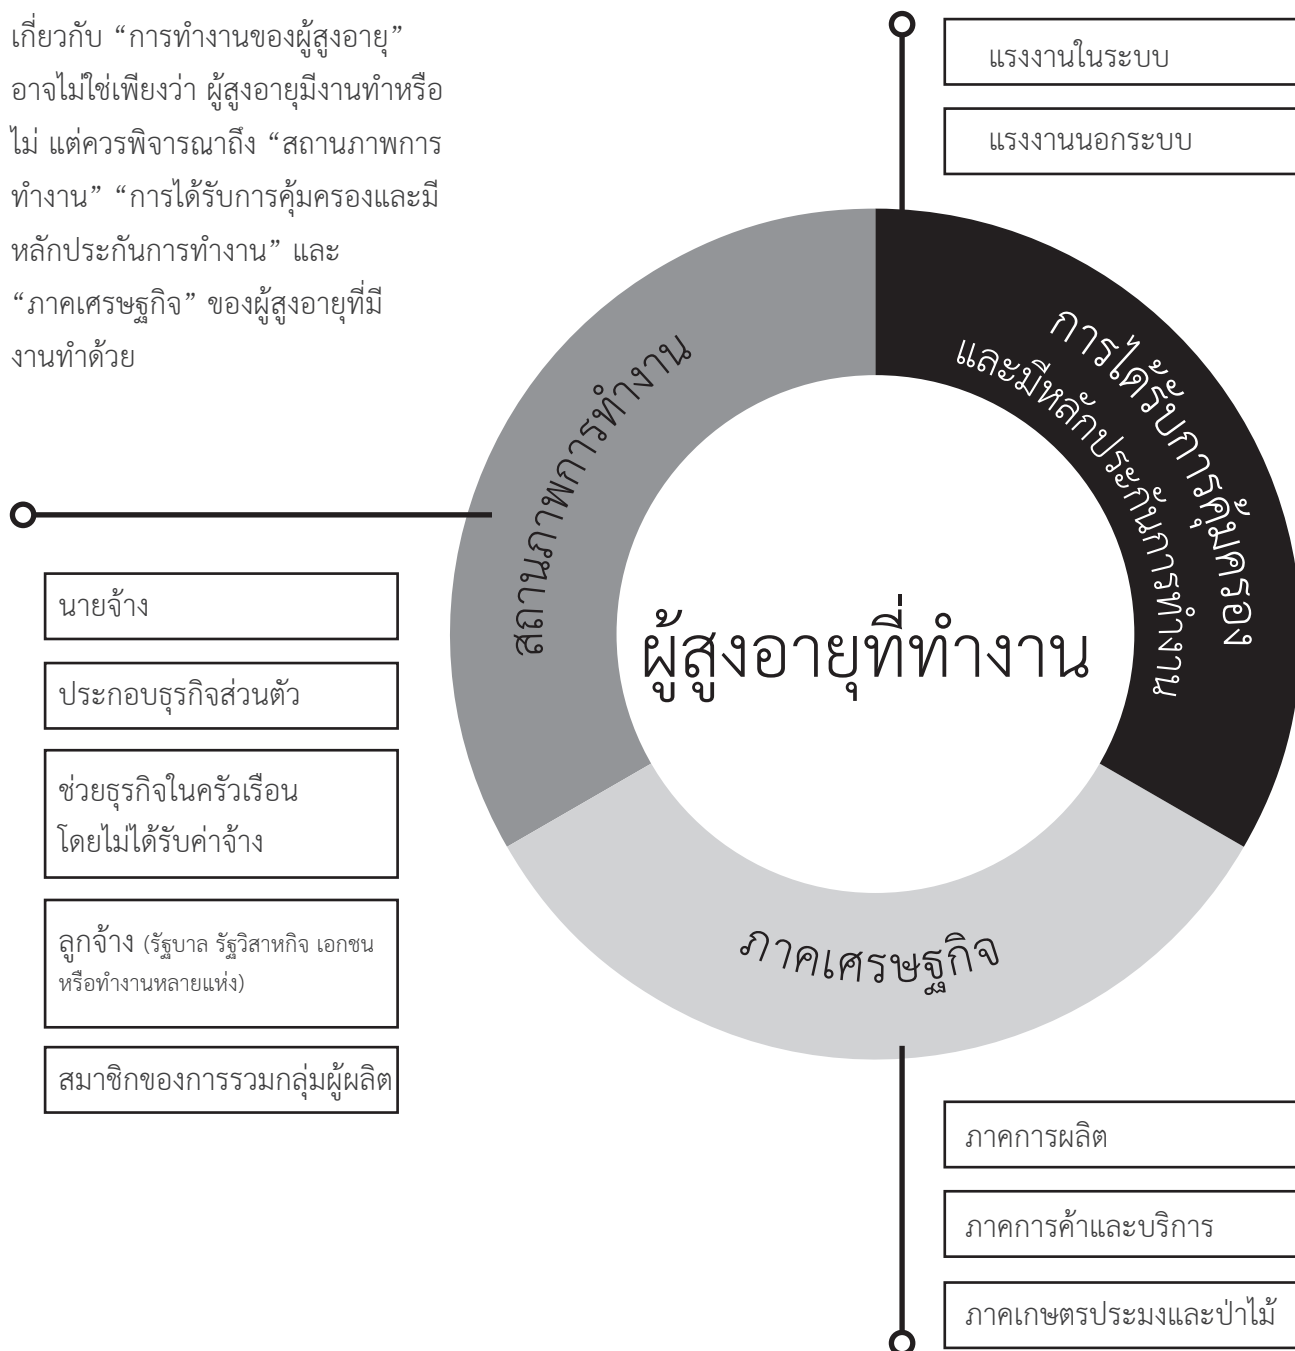 เกี่ยวกับ “การทำงานของผู้สูงอายุ”
อาจไม่ใช่เพียงว่า ผู้สูงอายุมีงานทำหรือ
ไม่ แต่ควรพิจารณาถึง “สถานภาพการ
ทำงาน” “การได้รับการคุ้มครองและมี
หลักประกันการทำงาน” และ
“ภาคเศรษฐกิจ” ของผู้สูงอายุที่มี
งานทำด้วย
แรงงานในระบบ
แรงงานนอกระบบ
การได้รับการคุ้มครอง
และมีหลักประกันการทำงาน
สถานภาพการทำงาน
ผู้สูงอายุที่ทำงาน
นายจ้าง
ประกอบธุรกิจส่วนตัว
ช่วยธุรกิจในครัวเรือน
โดยไม่ได้รับค่าจ้าง
ลูกจ้าง (รัฐบาล รัฐวิสาหกิจ เอกชน
หรือทำงานหลายแห่ง)
สมาชิกของการรวมกลุ่มผู้ผลิต
ภาคเศรษฐกิจ
ภาคการผลิต
ภาคการค้าและบริการ
ภาคเกษตรประมงและป่าไม้